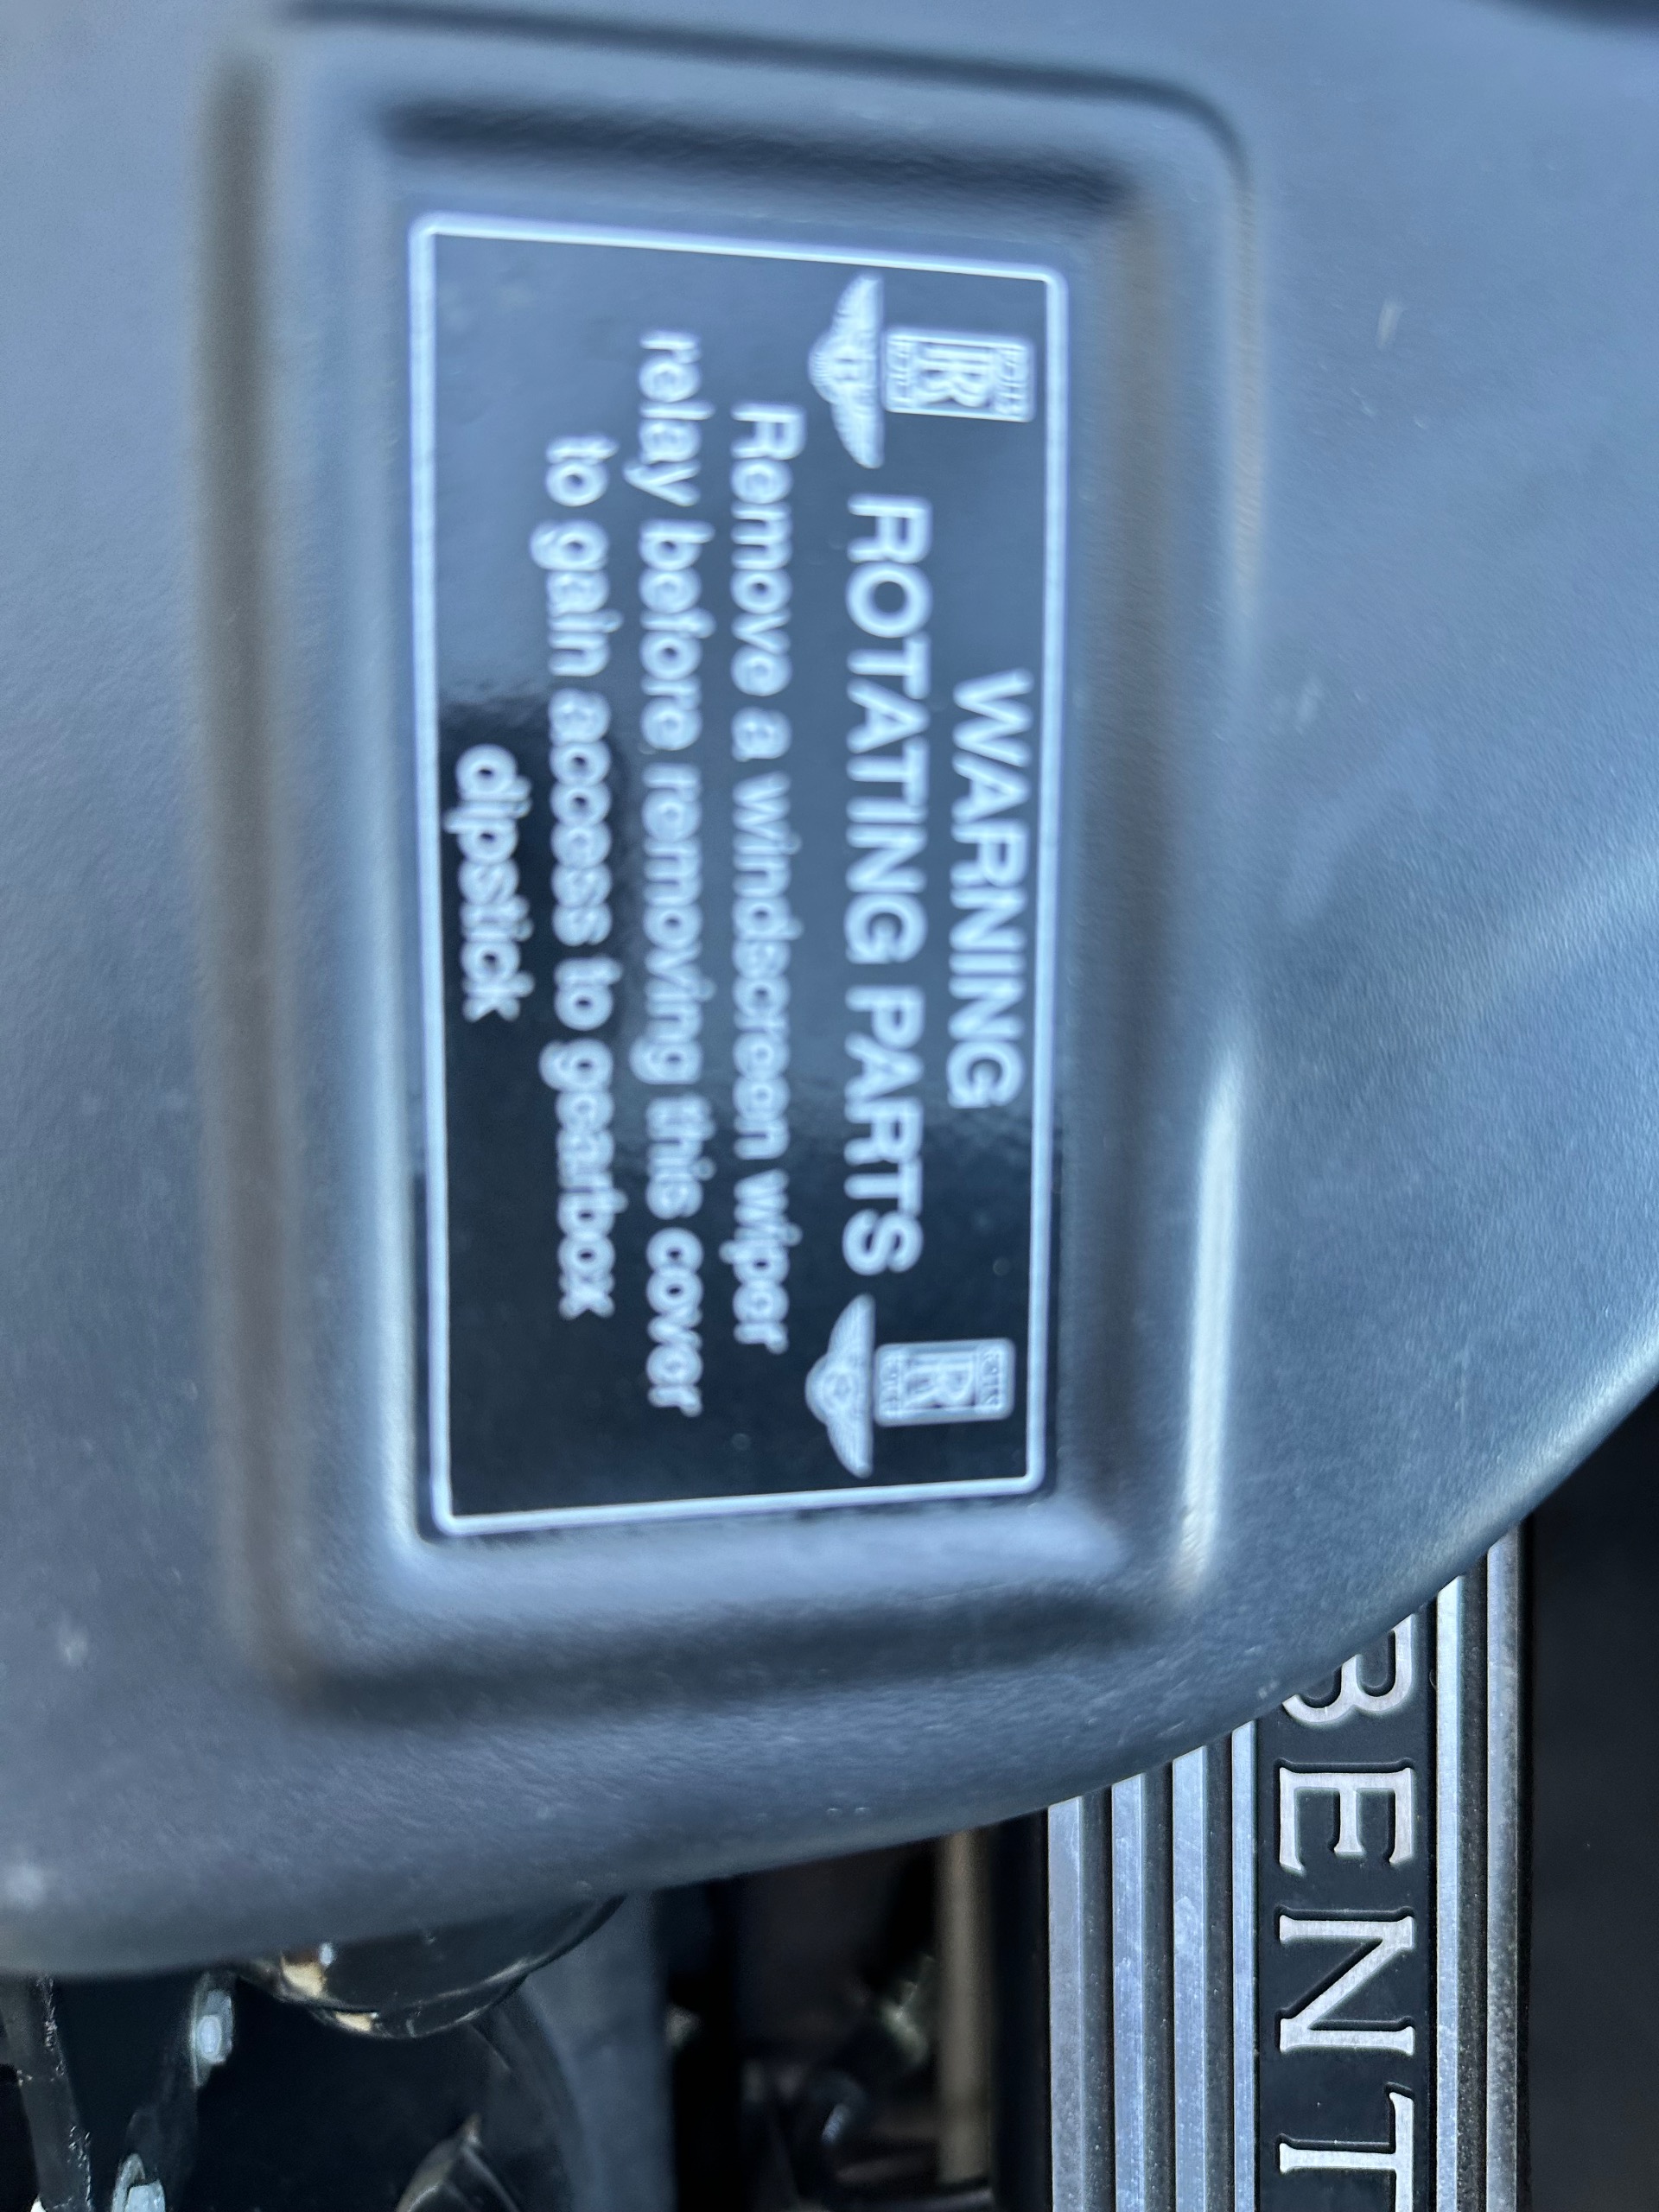 WARNING
ROTATING PARTS
Remove a windscreen wiper
relay before removing this cover
to gain access to gearbox
dipstick
BENT